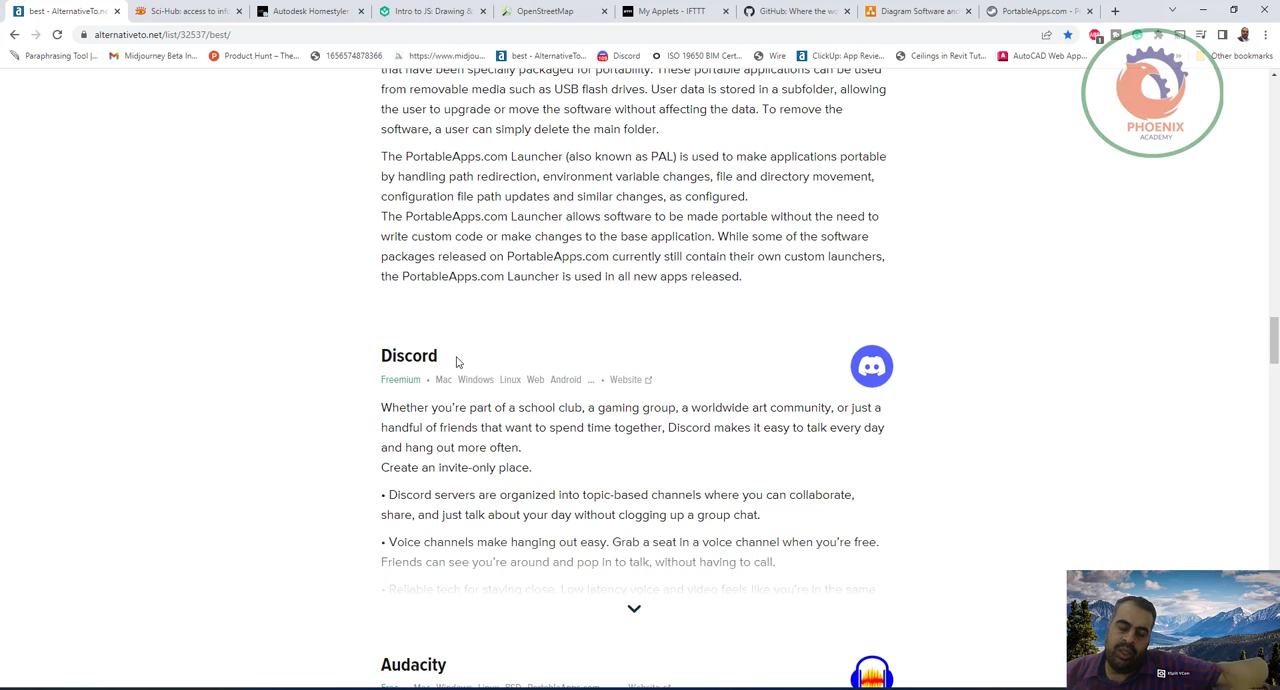 best - AlternativeTo.ne
Sci-Hub: access to info
Autodesk Homestyler
Intro to JS: Drawing &
OpenStreetMap
My Applets - IFTTT
GitHub: Where the wo
Diagram Software and
PortableApps.com - P
alternativeto.net/list/32537/best/
Paraphrasing Tool |...
Midjourney Beta In...
Product Hunt – The...
1656574878366
https://www.midjou...
best - AlternativeTo...
Discord
ISO 19650 BIM Cert...
Wire
ClickUp: App Revie...
Ceilings in Revit Tut...
AutoCAD Web App...
Other bookmarks
that have been specially packaged for portability. These portable applications can be used
from removable media such as USB flash drives. User data is stored in a subfolder, allowing
the user to upgrade or move the software without affecting the data. To remove the
software, a user can simply delete the main folder.
The PortableApps.com Launcher (also known as PAL) is used to make applications portable
by handling path redirection, environment variable changes, file and directory movement,
configuration file path updates and similar changes, as configured.
The PortableApps.com Launcher allows software to be made portable without the need to
write custom code or make changes to the base application. While some of the software
packages released on PortableApps.com currently still contain their own custom launchers,
the PortableApps.com Launcher is used in all new apps released.
PHOENIX
ACADEMY
Discord
Freemium • Mac Windows Linux Web Android ... • Website
Whether you're part of a school club, a gaming group, a worldwide art community, or just a
handful of friends that want to spend time together, Discord makes it easy to talk every day
and hang out more often.
Create an invite-only place.
• Discord servers are organized into topic-based channels where you can collaborate,
share, and just talk about your day without clogging up a group chat.
• Voice channels make hanging out easy. Grab a seat in a voice channel when you're free.
Friends can see you're around and pop in to talk, without having to call.
• Reliable tech for staying close. Low latency voice and video feels like you're in the same
Audacity
Free • Mac Windows Linux BSD PortableApps.com Website
XSplit VCam